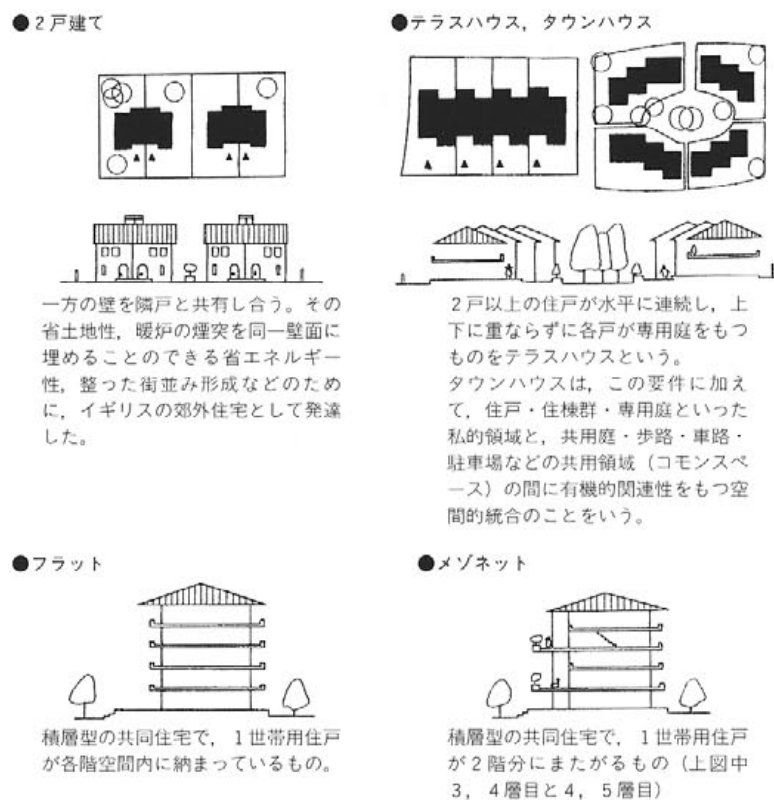 ●2戸建て
一方の壁を隣戸と共有し合う。その
省土地性,暖炉の煙突を同一壁面に
埋めることのできる省エネルギー
性,整った街並み形成などのため
に,イギリスの郊外住宅として発達
した。
●テラスハウス,タウンハウス
2戸以上の住戸が水平に連続し,上
下に重ならずに各戸が専用庭をもつ
ものをテラスハウスという。
タウンハウスは,この要件に加え
て,住戸・住棟群・専用庭といった
私的領域と,共用庭・歩路・車路・
駐車場などの共用領域(コモンスペ
ース)の間に有機的関連性をもつ空
間的統合のことをいう。
●フラット
積層型の共同住宅で,1世帯用住戸
が各階空間内に納まっているもの。
●メゾネット
積層型の共同住宅で,1世帯用住戸
が2階分にまたがるもの(上図中
3,4層目と4,5層目)